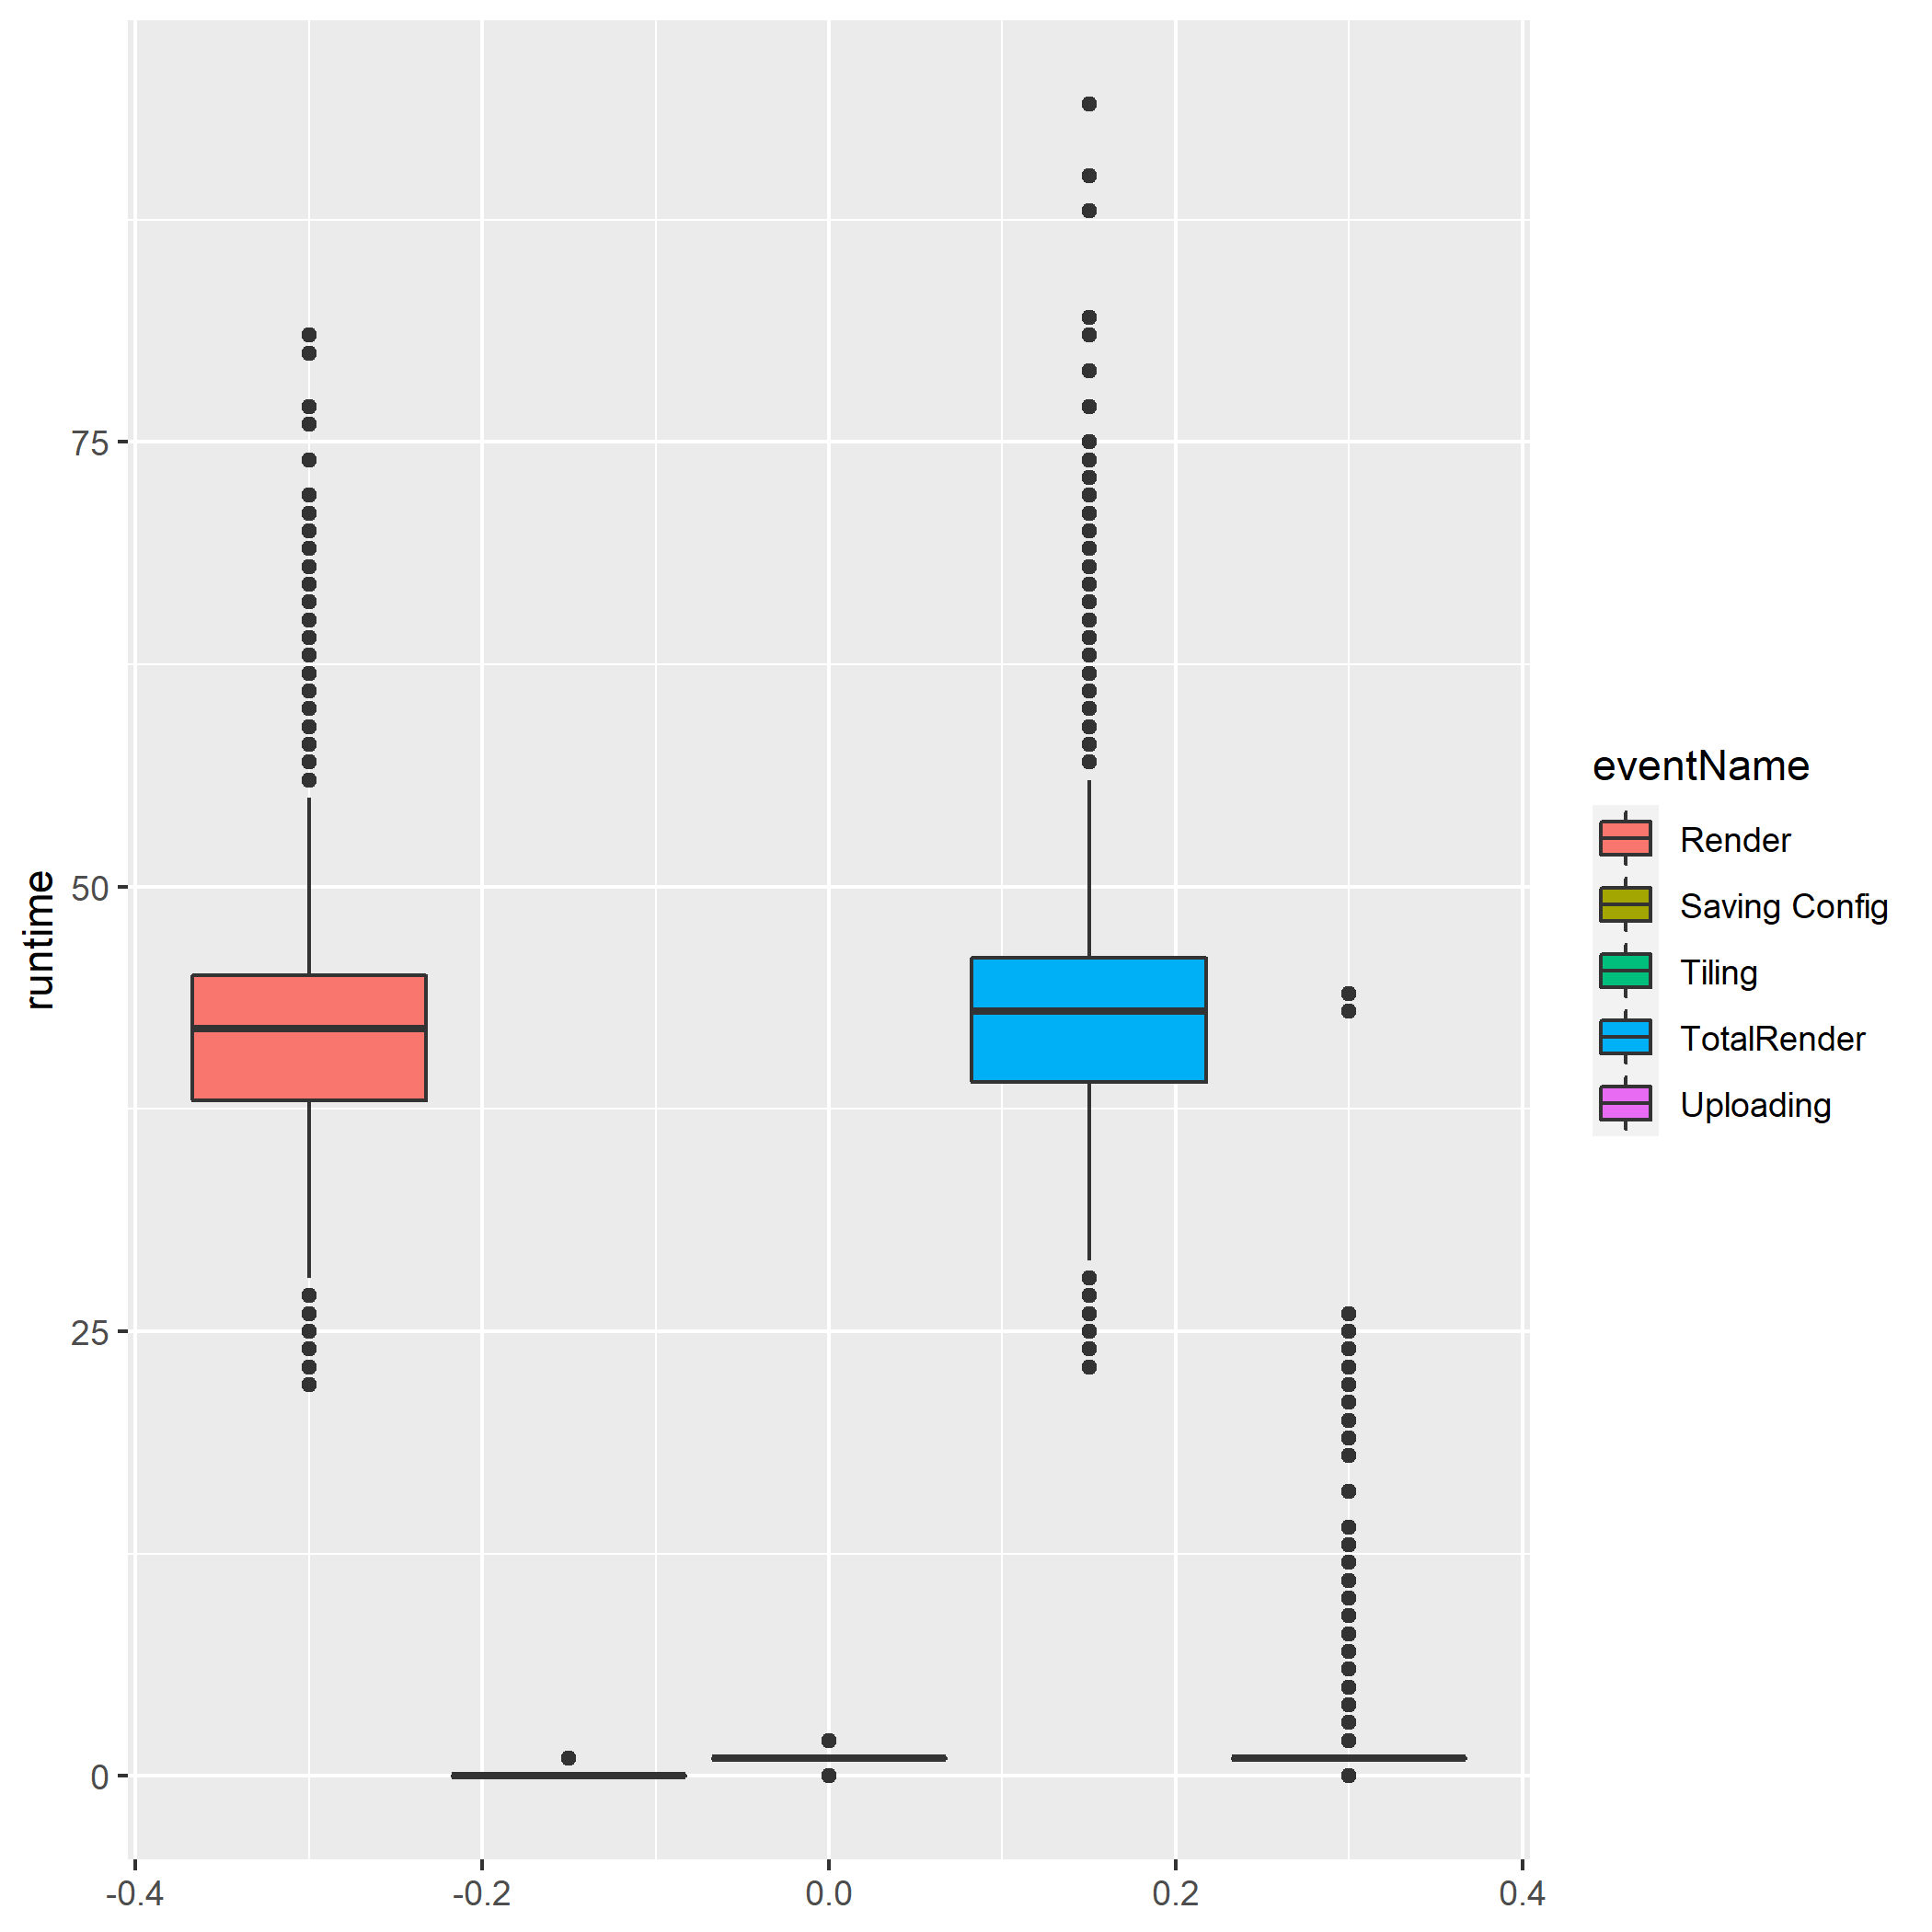 runtime
75
50
25
0
-0.4
-0.2
0.0
0.2
0.4
eventName
Render
Saving Config
Tiling
TotalRender
Uploading